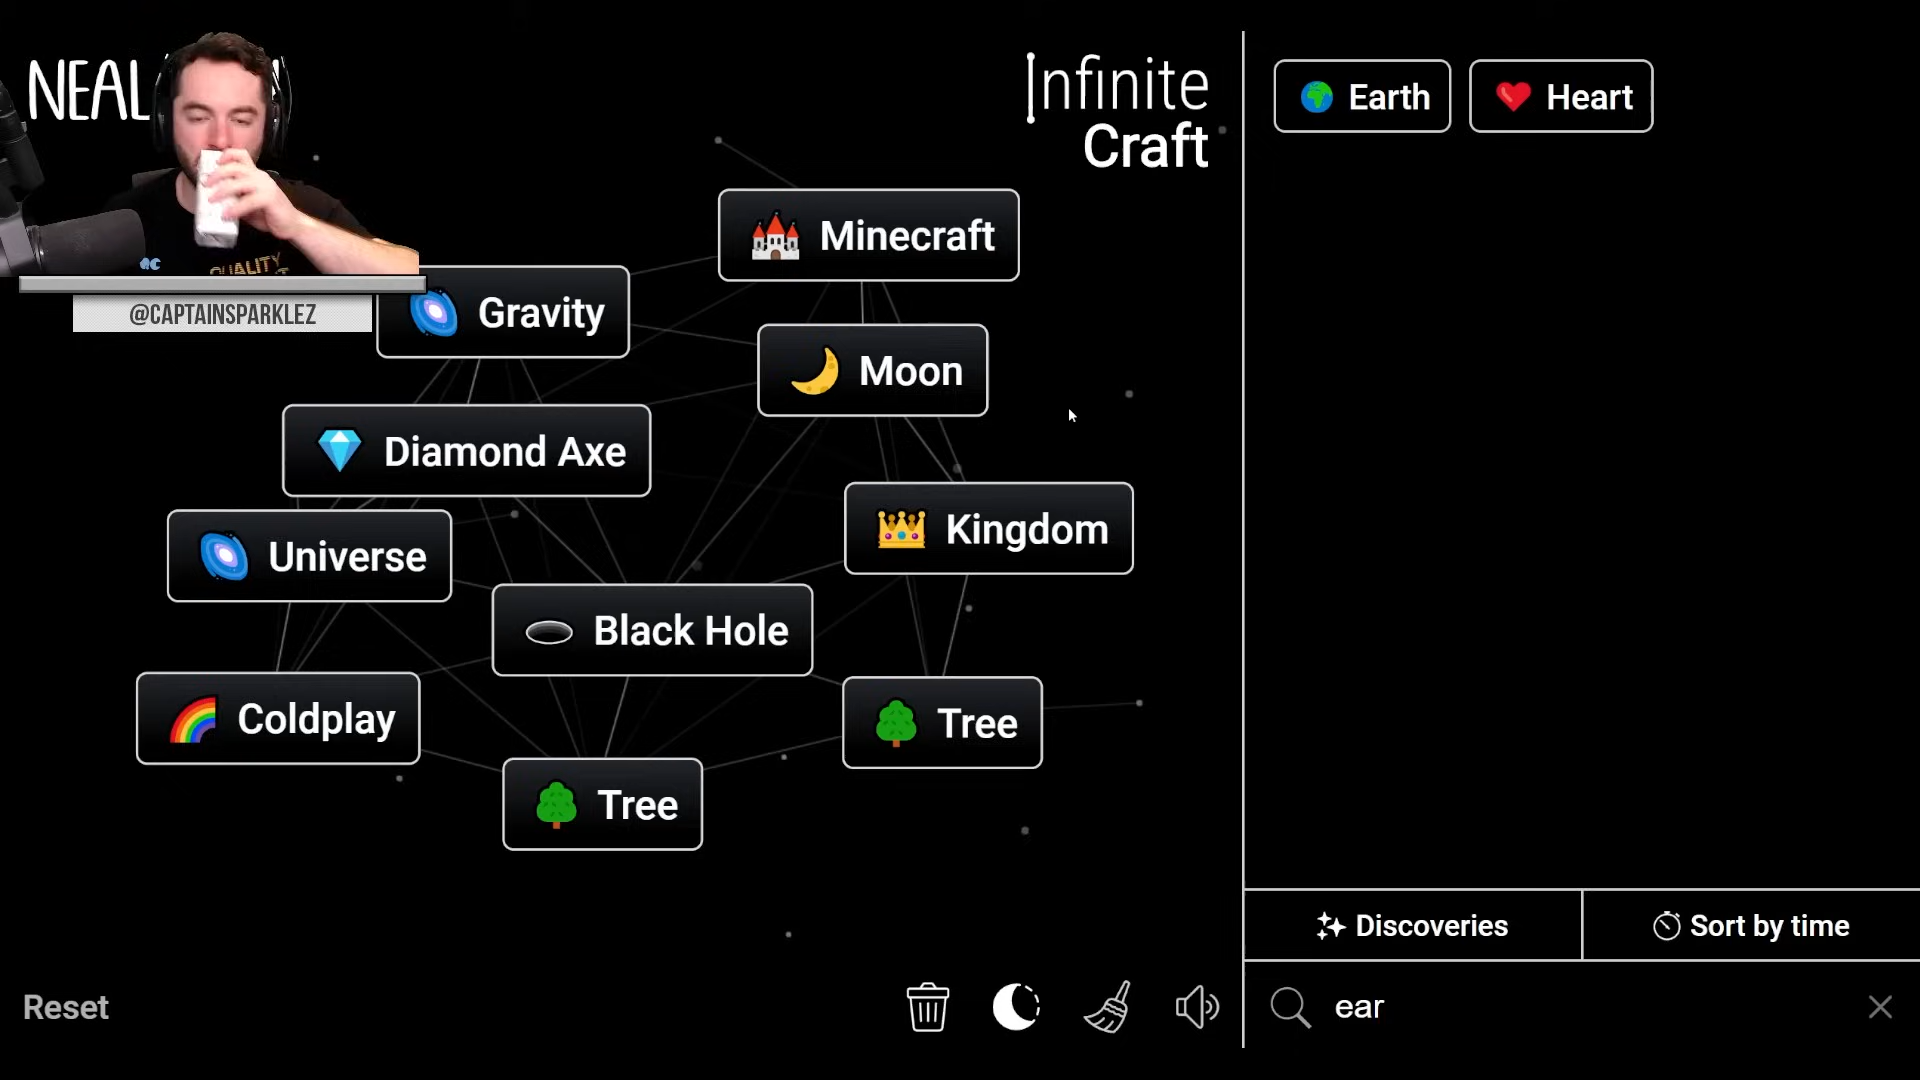 NEAL
Infinite
Craft
Earth
Heart
Minecraft
@CAPTAINSPARKLEZ
Gravity
Moon
Diamond Axe
Kingdom
Universe
Black Hole
Coldplay
Tree
Tree
Discoveries
Sort by time
Reset
ear
QUALITY